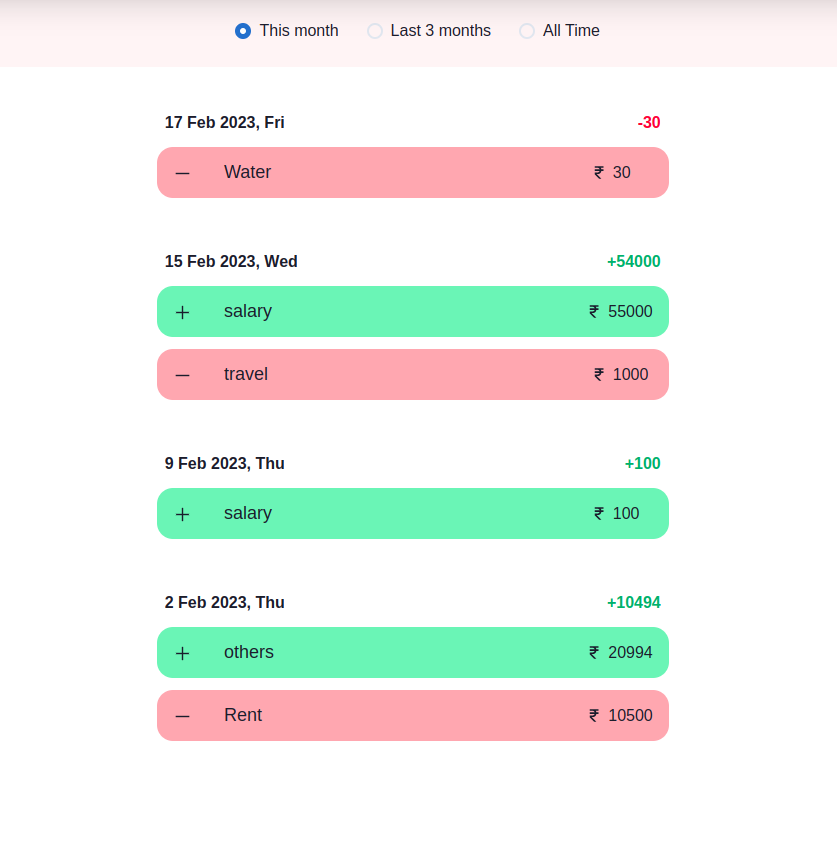 This month Last 3 months All Time
17 Feb 2023, Fri -30
— Water ₹ 30
15 Feb 2023, Wed +54000
+ salary ₹ 55000
— travel ₹ 1000
9 Feb 2023, Thu +100
+ salary ₹ 100
2 Feb 2023, Thu +10494
+ others ₹ 20994
— Rent ₹ 10500